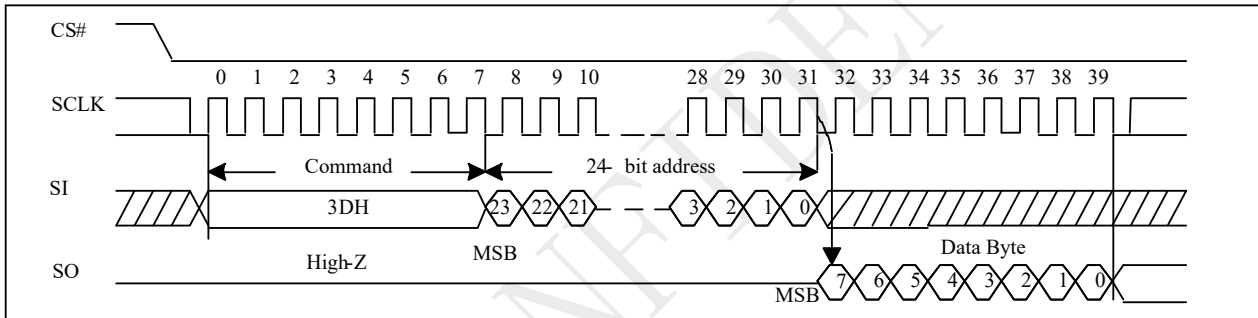 CS#
0 1 2 3 4 5 6 7 8 9 10 28 29 30 31 32 33 34 35 36 37 38 39
SCLK
Command 24- bit address
SI
3DH 23 22 21 3 2 1 0
High-Z MSB Data Byte
SO
MSB 7 6 5 4 3 2 1 0